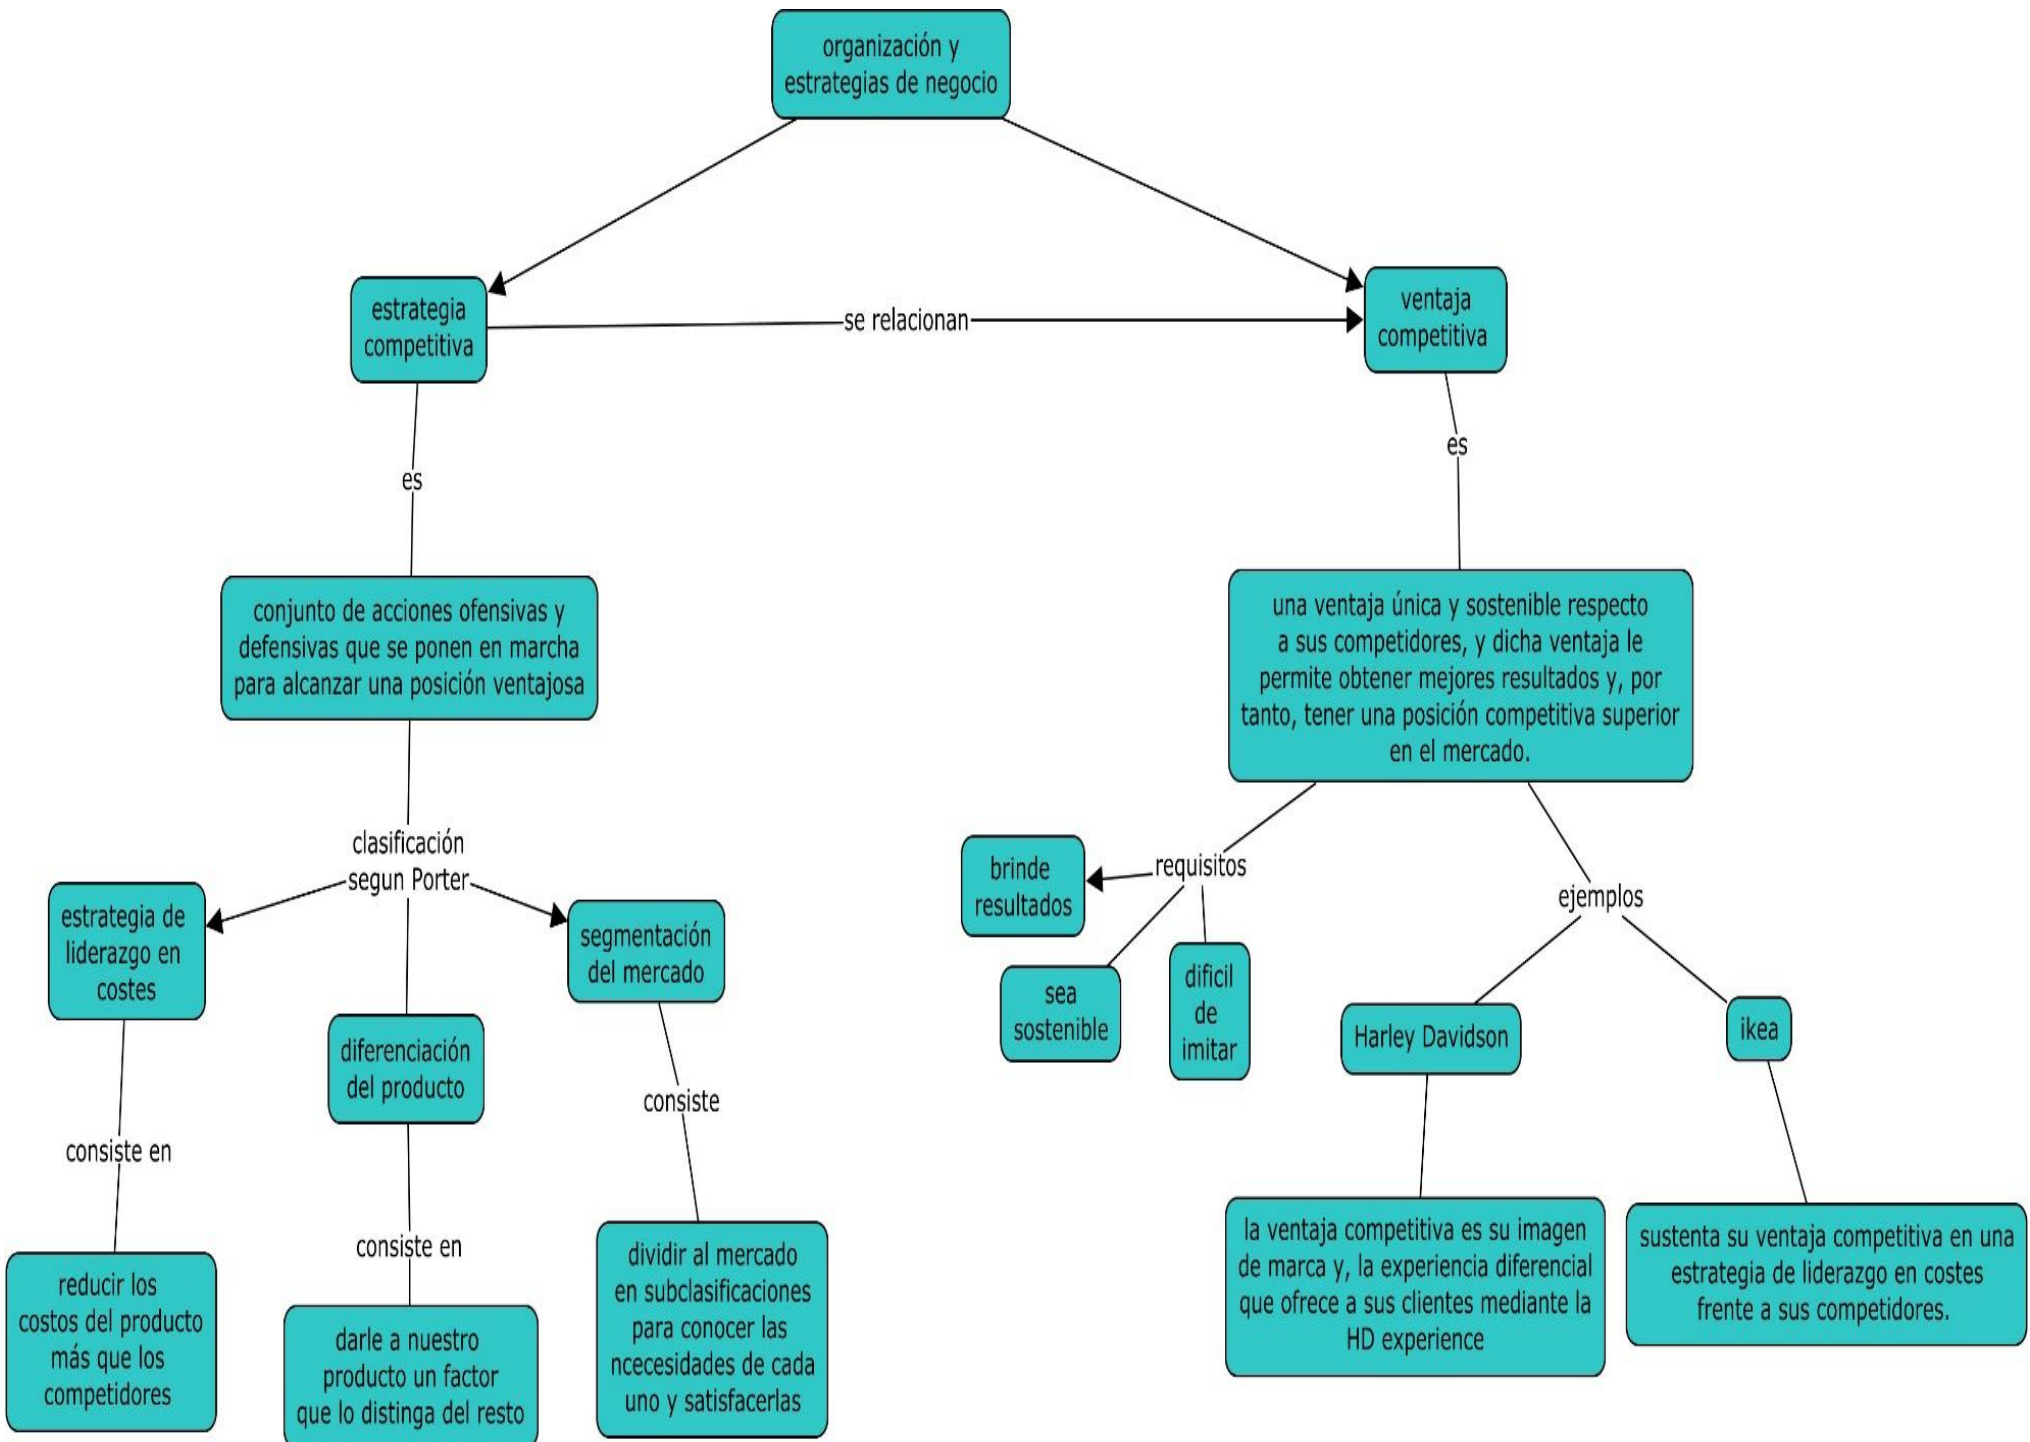 organización y
estrategias de negocio
estrategia
competitiva
se relacionan
ventaja
competitiva
es
conjunto de acciones ofensivas y
defensivas que se ponen en marcha
para alcanzar una posición ventajosa
clasificación
segun Porter
estrategia de
liderazgo en
costes
consiste en
reducir los
costos del producto
más que los
competidores
diferenciación
del producto
consiste en
darle a nuestro
producto un factor
que lo distinga del resto
segmentación
del mercado
consiste
dividir al mercado
en subclasificaciones
para conocer las
ncecesidades de cada
uno y satisfacerlas
es
una ventaja única y sostenible respecto
a sus competidores, y dicha ventaja le
permite obtener mejores resultados y, por
tanto, tener una posición competitiva superior
en el mercado.
requisitos
brinde
resultados
sea
sostenible
dificil
de
imitar
ejemplos
Harley Davidson
la ventaja competitiva es su imagen
de marca y, la experiencia diferencial
que ofrece a sus clientes mediante la
HD experience
ikea
sustenta su ventaja competitiva en una
estrategia de liderazgo en costes
frente a sus competidores.